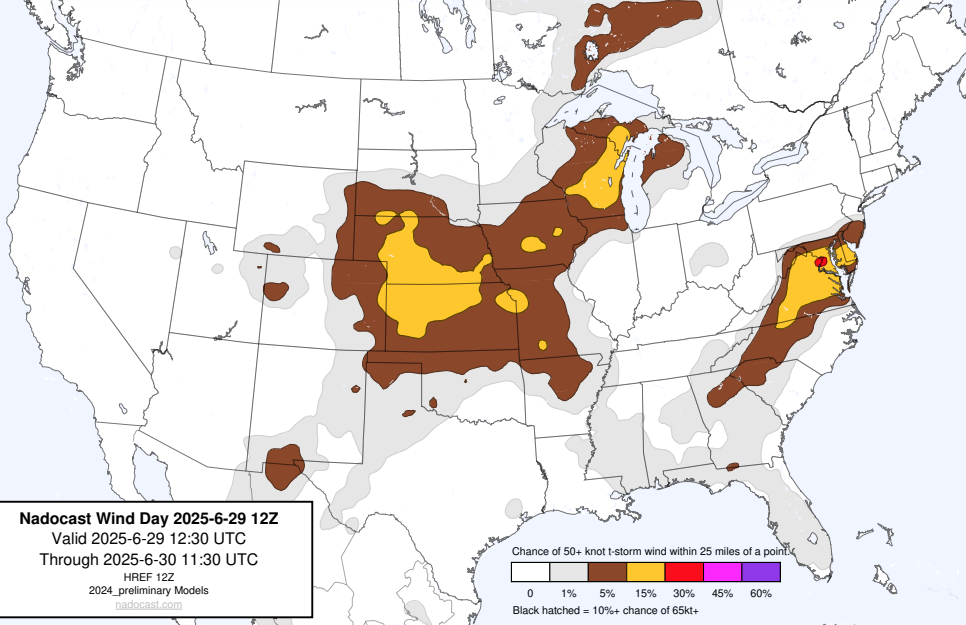 Nadocast Wind Day 2025-6-29 12Z
Valid 2025-6-29 12:30 UTC
Through 2025-6-30 11:30 UTC
HREF 12Z
2024_preliminary Models
nadocast.com
Chance of 50+ knot t-storm wind within 25 miles of a point.
0 1% 5% 15% 30% 45% 60%
Black hatched = 10%+ chance of 65kt+